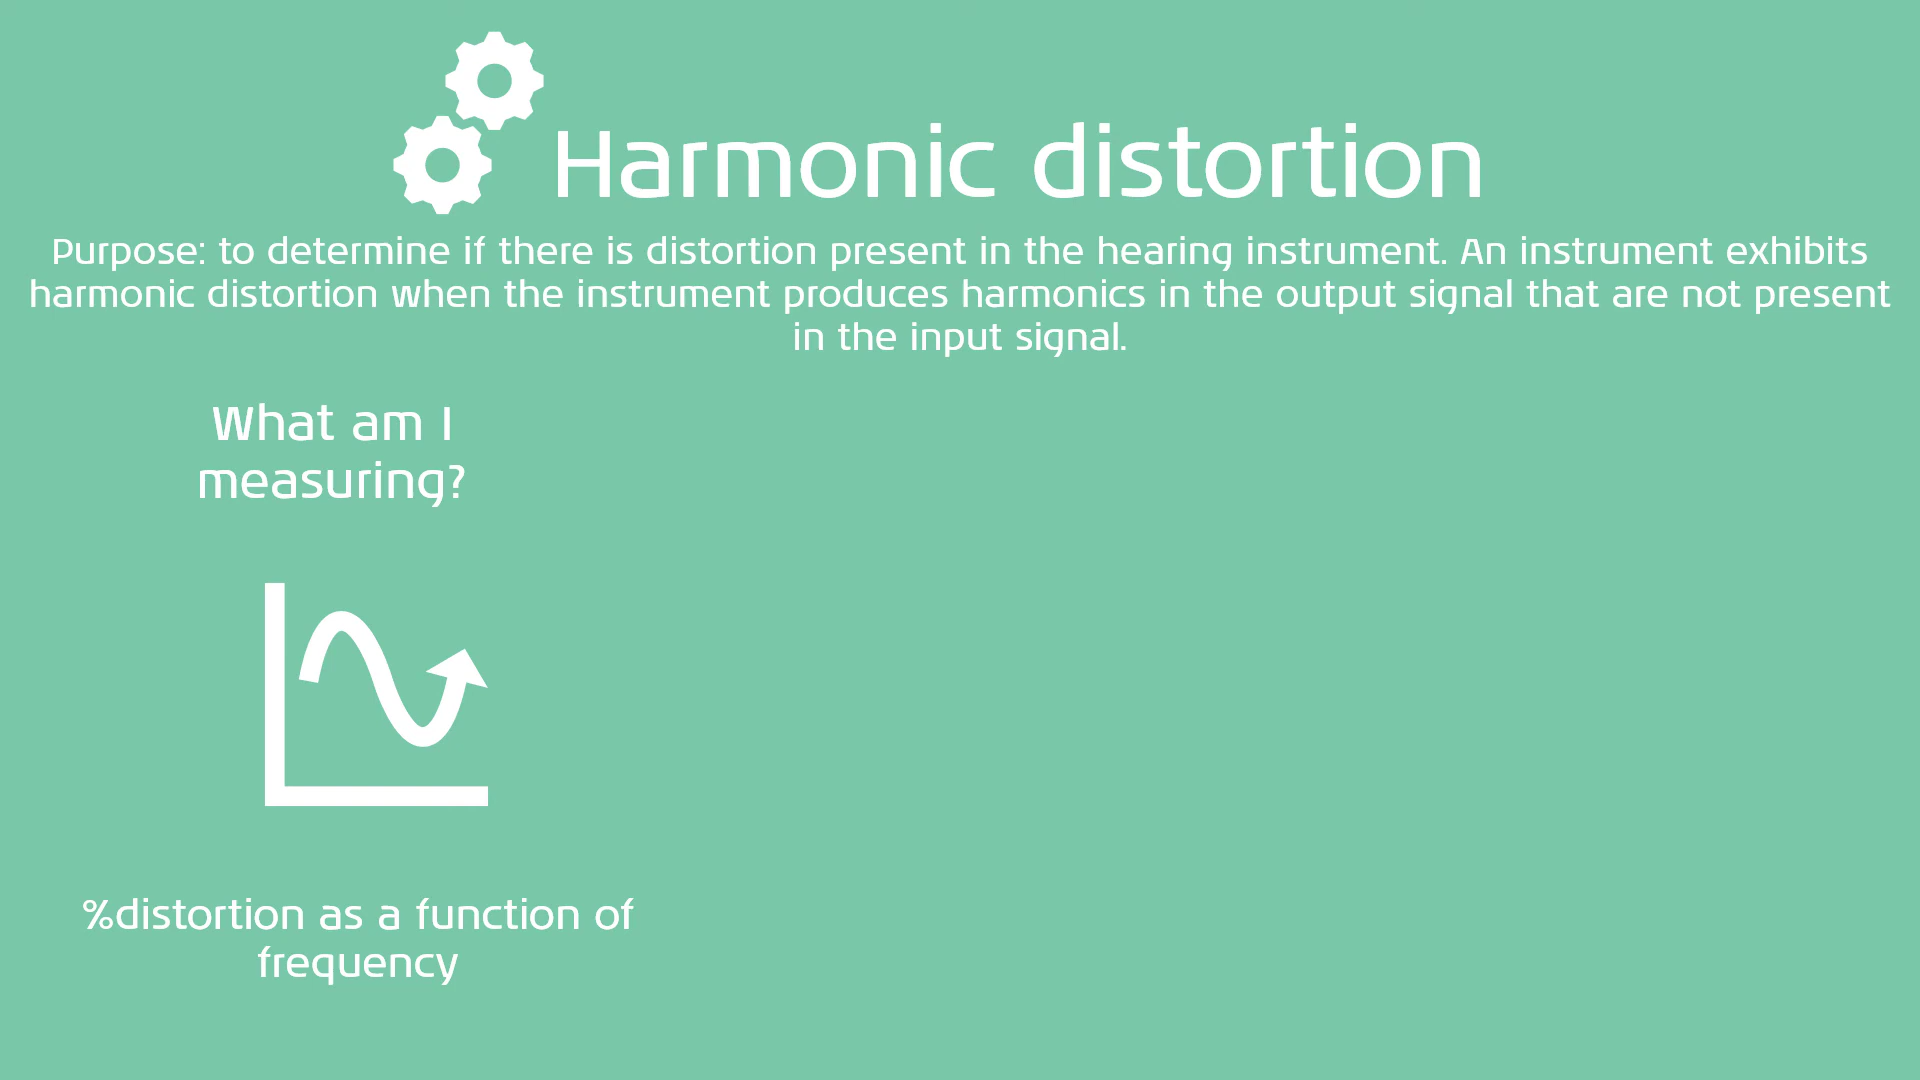 Harmonic distortion
Purpose: to determine if there is distortion present in the hearing instrument. An instrument exhibits
harmonic distortion when the instrument produces harmonics in the output signal that are not present
in the input signal.
What am I
measuring?
%distortion as a function of
frequency